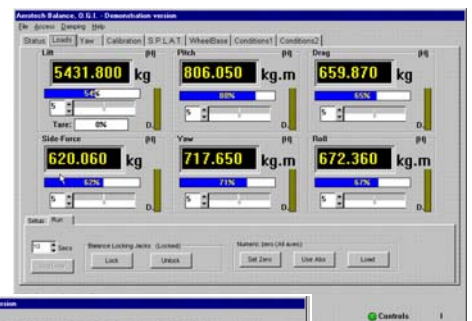 Aerotech Balance, O.G.I. - Demonstration version
File Access Damping Help
Status Loads Yaw Calibration S.P.L.A.T. WheelBase Conditions1 Conditions2
Lift [H] Pitch [H] Drag [H]
5431.800 kg 806.050 kg.m 659.870 kg
54% 80% 65%
5 5 5
Tare: 0% D. D. D.
Side-Force [H] Yaw [H] Roll [H]
620.060 kg 717.650 kg.m 672.360 kg.m
62% 71% 67%
5 5 5
D. D. D.
Setup Run
10 Secs Balance Locking Jacks (Locked) Numeric zero (All axes)
Lock Unlock Set Zero Use Abs Load
Controls